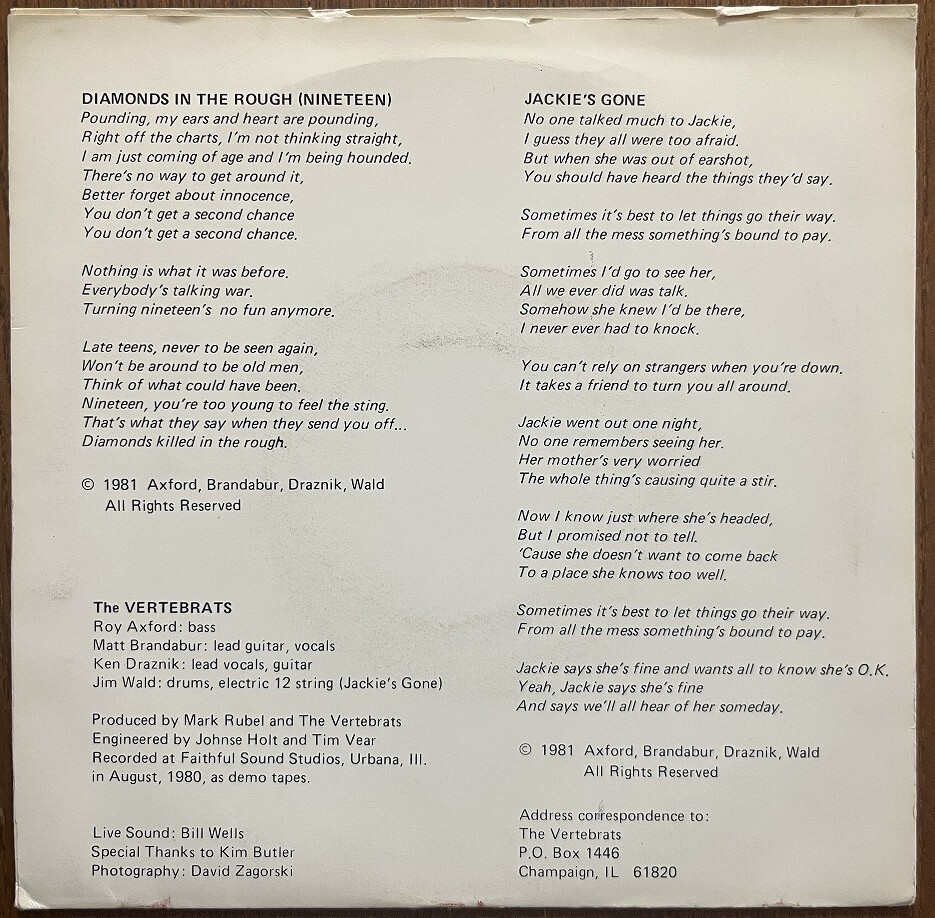 DIAMONDS IN THE ROUGH (NINETEEN)
Pounding, my ears and heart are pounding,
Right off the charts, I'm not thinking straight,
I am just coming of age and I'm being hounded.
There's no way to get around it,
Better forget about innocence,
You don't get a second chance
You don't get a second chance.
Nothing is what it was before.
Everybody's talking war.
Turning nineteen's no fun anymore.
Late teens, never to be seen again,
Won't be around to be old men,
Think of what could have been.
Nineteen, you're too young to feel the sting.
That's what they say when they send you off...
Diamonds killed in the rough.
© 1981 Axford, Brandabur, Draznik, Wald
All Rights Reserved
The VERTEBRATS
Roy Axford: bass
Matt Brandabur: lead guitar, vocals
Ken Draznik: lead vocals, guitar
Jim Wald: drums, electric 12 string (Jackie's Gone)
Produced by Mark Rubel and The Vertebrats
Engineered by Johnse Holt and Tim Vear
Recorded at Faithful Sound Studios, Urbana, Ill.
in August, 1980, as demo tapes.
Live Sound: Bill Wells
Special Thanks to Kim Butler
Photography: David Zagorski
JACKIE'S GONE
No one talked much to Jackie,
I guess they all were too afraid.
But when she was out of earshot,
You should have heard the things they'd say.
Sometimes it's best to let things go their way.
From all the mess something's bound to pay.
Sometimes I'd go to see her,
All we ever did was talk.
Somehow she knew I'd be there,
I never ever had to knock.
You can't rely on strangers when you're down.
It takes a friend to turn you all around.
Jackie went out one night,
No one remembers seeing her.
Her mother's very worried
The whole thing's causing quite a stir.
Now I know just where she's headed,
But I promised not to tell.
'Cause she doesn't want to come back
To a place she knows too well.
Sometimes it's best to let things go their way.
From all the mess something's bound to pay.
Jackie says she's fine and wants all to know she's O.K.
Yeah, Jackie says she's fine
And says we'll all hear of her someday.
© 1981 Axford, Brandabur, Draznik, Wald
All Rights Reserved
Address correspondence to:
The Vertebrats
P.O. Box 1446
Champaign, IL 61820